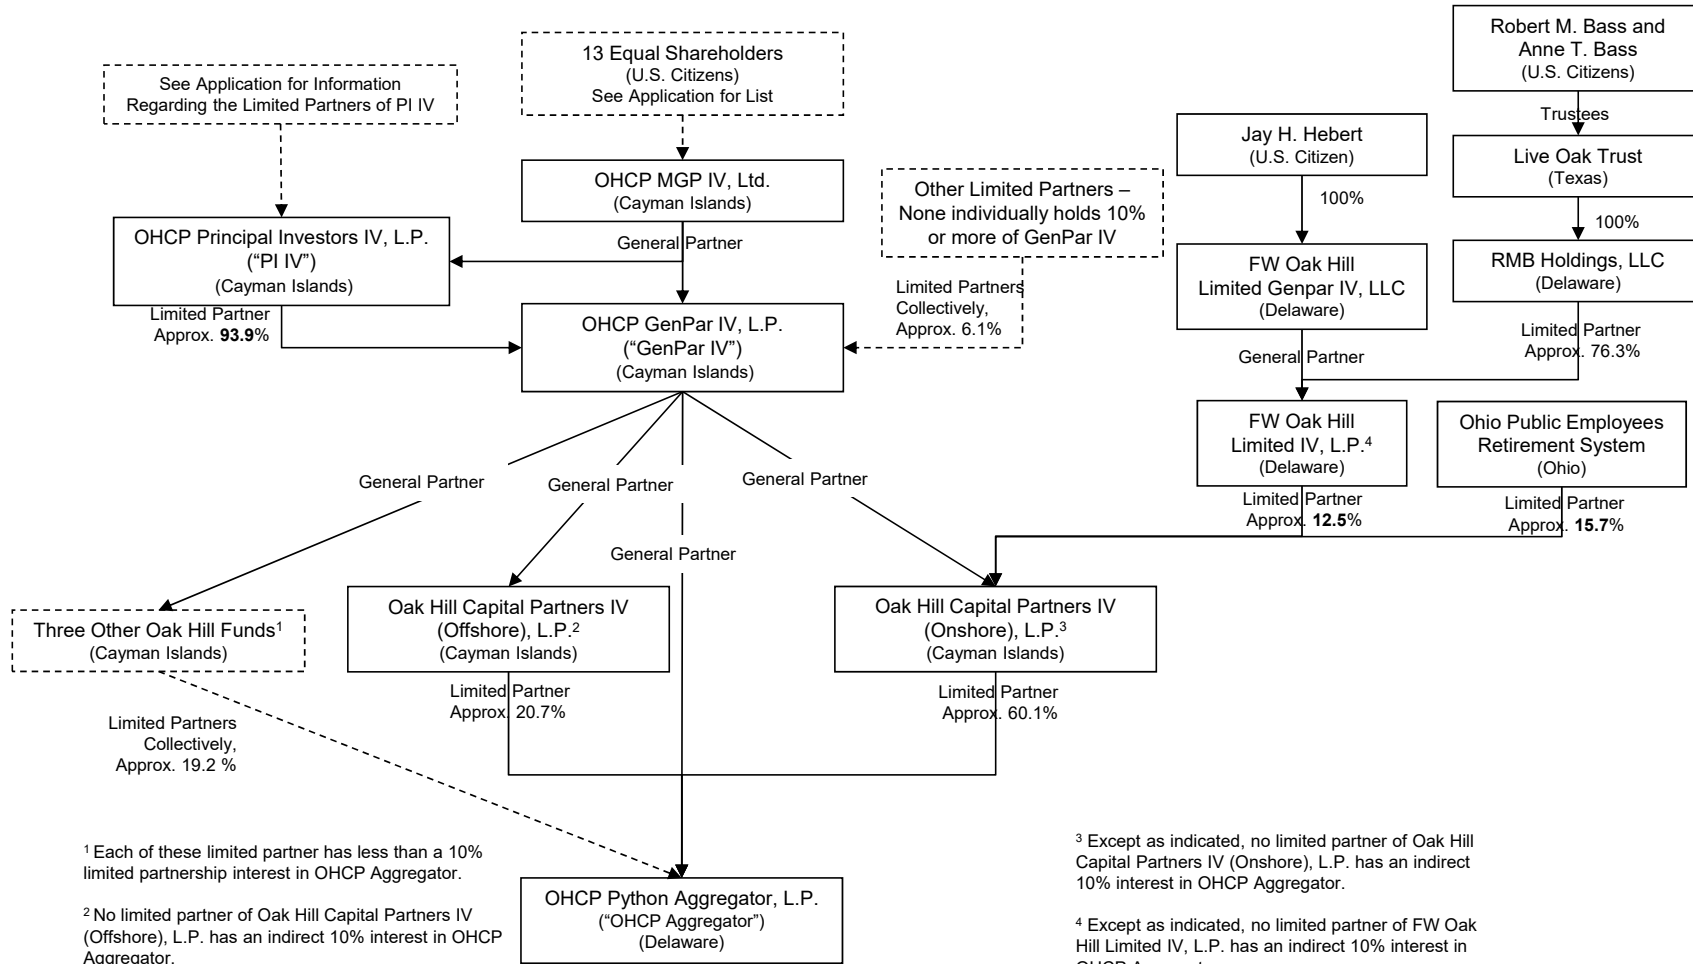 Robert M. Bass and
Anne T. Bass
(U.S. Citizens)
13 Equal Shareholders
(U.S. Citizens)
See Application for List
See Application for Information
Regarding the Limited Partners of PI IV
Trustees
Jay H. Hebert
(U.S. Citizen)
Live Oak Trust
(Texas)
OHCP MGP IV, Ltd.
(Cayman Islands)
Other Limited Partners –
None individually holds 10%
or more of GenPar IV
100%
100%
OHCP Principal Investors IV, L.P.
(“PI IV”)
(Cayman Islands)
General Partner
FW Oak Hill
Limited Genpar IV, LLC
(Delaware)
RMB Holdings, LLC
(Delaware)
Limited Partner
Approx. 93.9%
Limited Partners
Collectively,
Approx. 6.1%
OHCP GenPar IV, L.P.
(“GenPar IV”)
(Cayman Islands)
General Partner
Limited Partner
Approx. 76.3%
FW Oak Hill
Limited IV, L.P.4
(Delaware)
Ohio Public Employees
Retirement System
(Ohio)
General Partner
General Partner
General Partner
General Partner
Limited Partner
Approx. 12.5%
Limited Partner
Approx. 15.7%
Three Other Oak Hill Funds1
(Cayman Islands)
Oak Hill Capital Partners IV
(Offshore), L.P.2
(Cayman Islands)
Oak Hill Capital Partners IV
(Onshore), L.P.3
(Cayman Islands)
Limited Partners
Collectively,
Approx. 19.2 %
Limited Partner
Approx. 20.7%
Limited Partner
Approx. 60.1%
1 Each of these limited partner has less than a 10%
limited partnership interest in OHCP Aggregator.
2 No limited partner of Oak Hill Capital Partners IV
(Offshore), L.P. has an indirect 10% interest in OHCP
Aggregator.
OHCP Python Aggregator, L.P.
(“OHCP Aggregator”)
(Delaware)
3 Except as indicated, no limited partner of Oak Hill
Capital Partners IV (Onshore), L.P. has an indirect
10% interest in OHCP Aggregator.
4 Except as indicated, no limited partner of FW Oak
Hill Limited IV, L.P. has an indirect 10% interest in